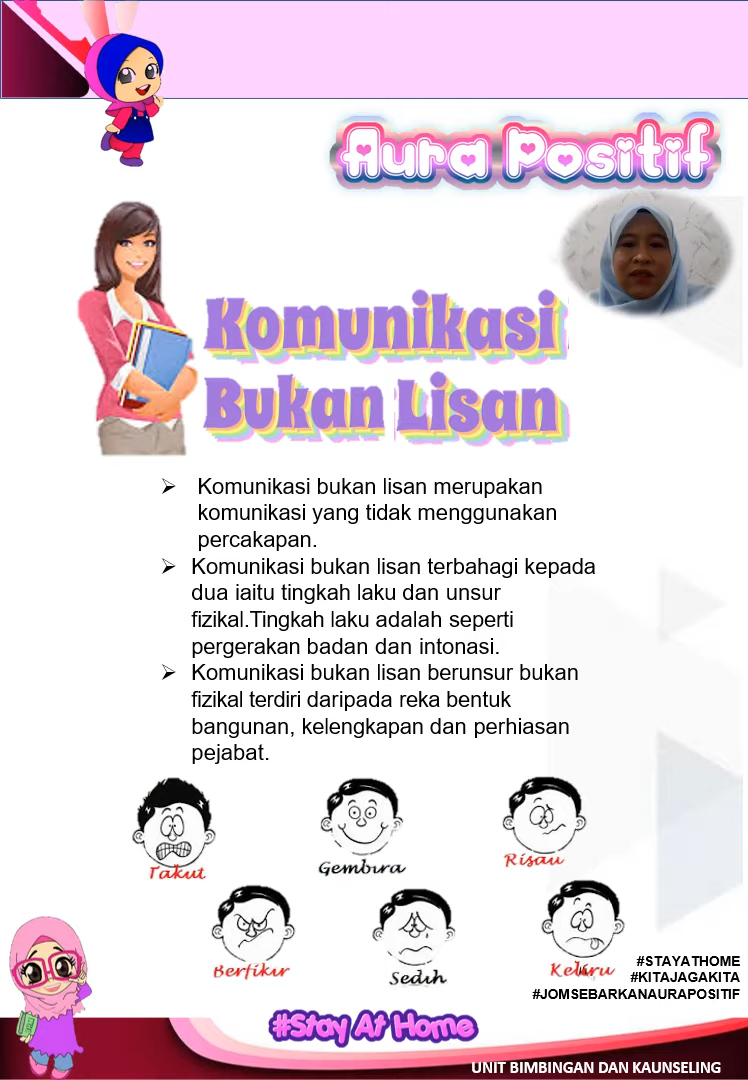 Aura Positif
Komunikasi
Bukan Lisan
➢ Komunikasi bukan lisan merupakan
komunikasi yang tidak menggunakan
percakapan.
➢ Komunikasi bukan lisan terbahagi kepada
dua iaitu tingkah laku dan unsur
fizikal.Tingkah laku adalah seperti
pergerakan badan dan intonasi.
➢ Komunikasi bukan lisan berunsur bukan
fizikal terdiri daripada reka bentuk
bangunan, kelengkapan dan perhiasan
pejabat.
Takut
Gembira
Risau
Berfikir
Sedih
Keliru
#STAYATHOME
#KITAJAGAKITA
#JOMSEBARKANAURAPOSITIF
#Stay At Home
UNIT BIMBINGAN DAN KAUNSELING